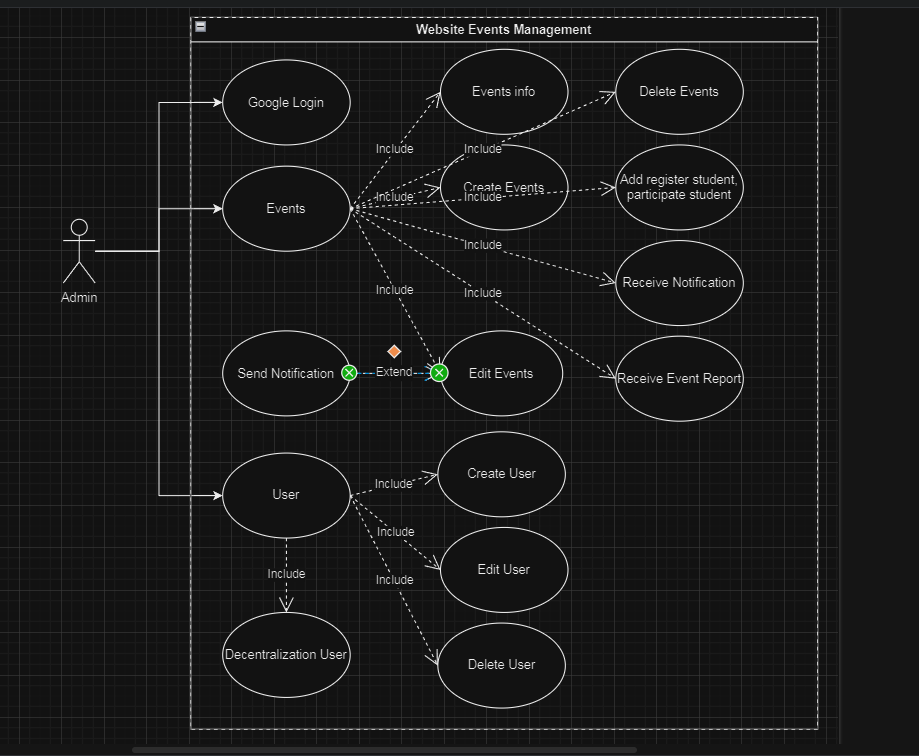 Website Events Management
Google Login
Events info
Delete Events
Include
Include
Events
Include
Create Events
Include
Add register student,
participate student
Include
Receive Notification
Admin
Include
Include
Send Notification
Extend
Edit Events
Receive Event Report
User
Include
Create User
Include
Edit User
Include
Include
Decentralization User
Delete User